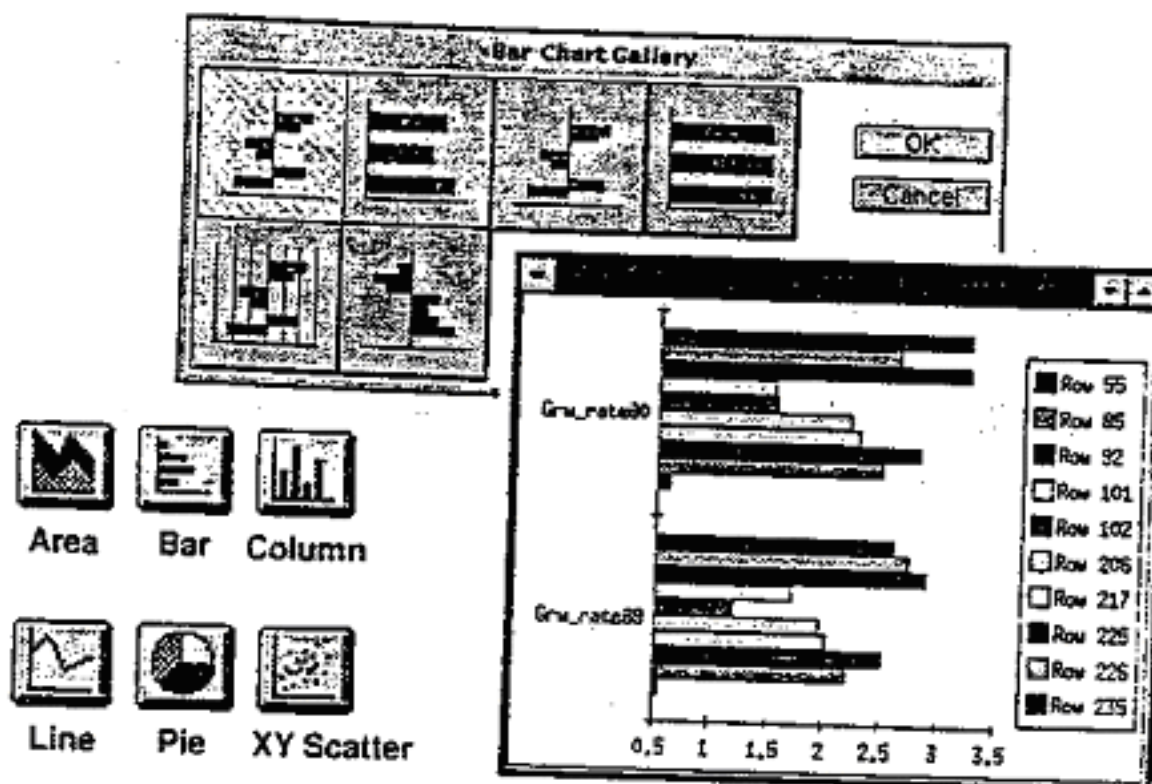 Bar Chart Gallery
OK
Cancel
Area
Bar
Column
Line
Pie
XY Scatter
Grw_rate80
Grw_rate89
0.5 1 1.5 2 2.5 3 3.5
Row 55
Row 85
Row 92
Row 101
Row 102
Row 206
Row 217
Row 225
Row 226
Row 235